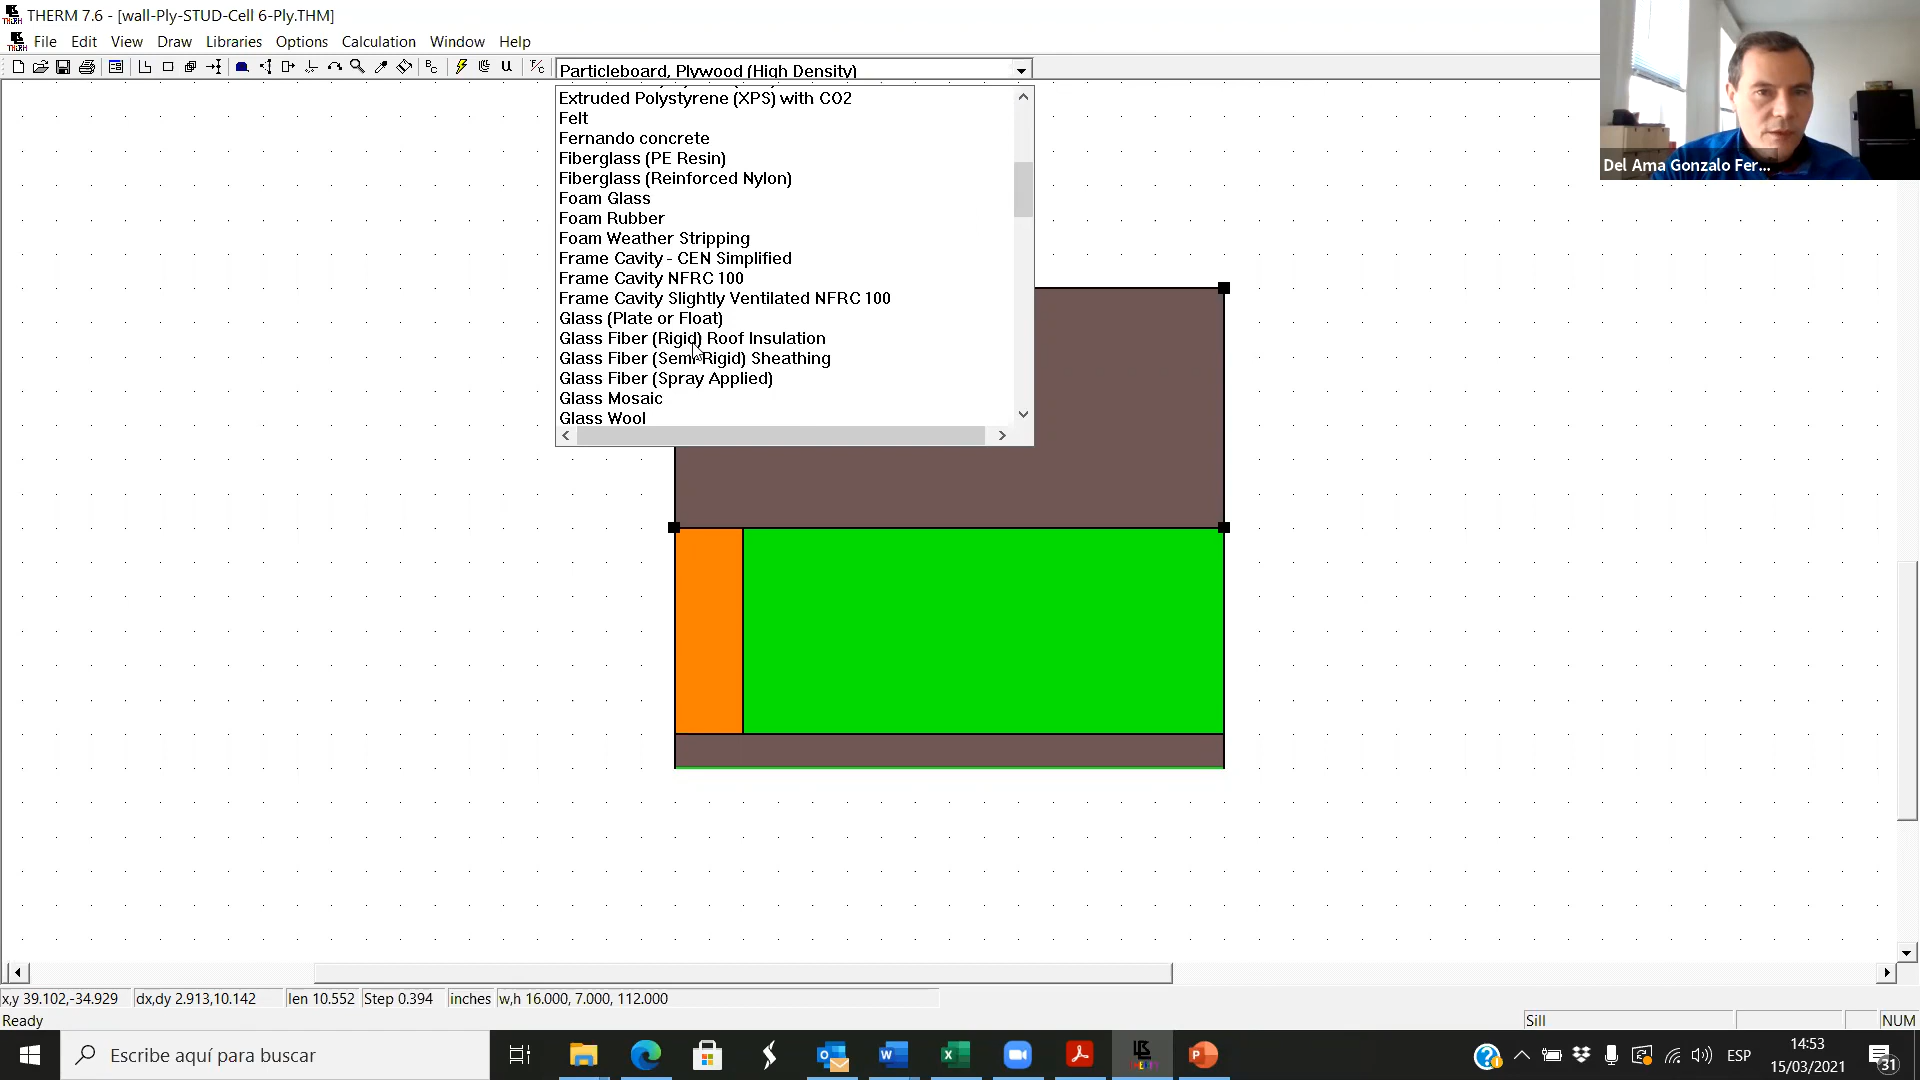 THERM 7.6 - [wall-Ply-STUD-Cell 6-Ply.THM]
File Edit View Draw Libraries Options Calculation Window Help
Particleboard, Plywood (High Density)
Extruded Polystyrene (XPS) with CO2
Felt
Fernando concrete
Fiberglass (PE Resin)
Fiberglass (Reinforced Nylon)
Foam Glass
Foam Rubber
Foam Weather Stripping
Frame Cavity - CEN Simplified
Frame Cavity NFRC 100
Frame Cavity Slightly Ventilated NFRC 100
Glass (Plate or Float)
Glass Fiber (Rigid) Roof Insulation
Glass Fiber (Semi-Rigid) Sheathing
Glass Fiber (Spray Applied)
Glass Mosaic
Glass Wool
Del Ama Gonzalo Fer...
x,y 39.102,-34.929 dx,dy 2.913,10.142 len 10.552 Step 0.394 inches w,h 16.000, 7.000, 112.000
Ready Sill NUM
Escribe aquí para buscar
ESP
14:53
15/03/2021
31